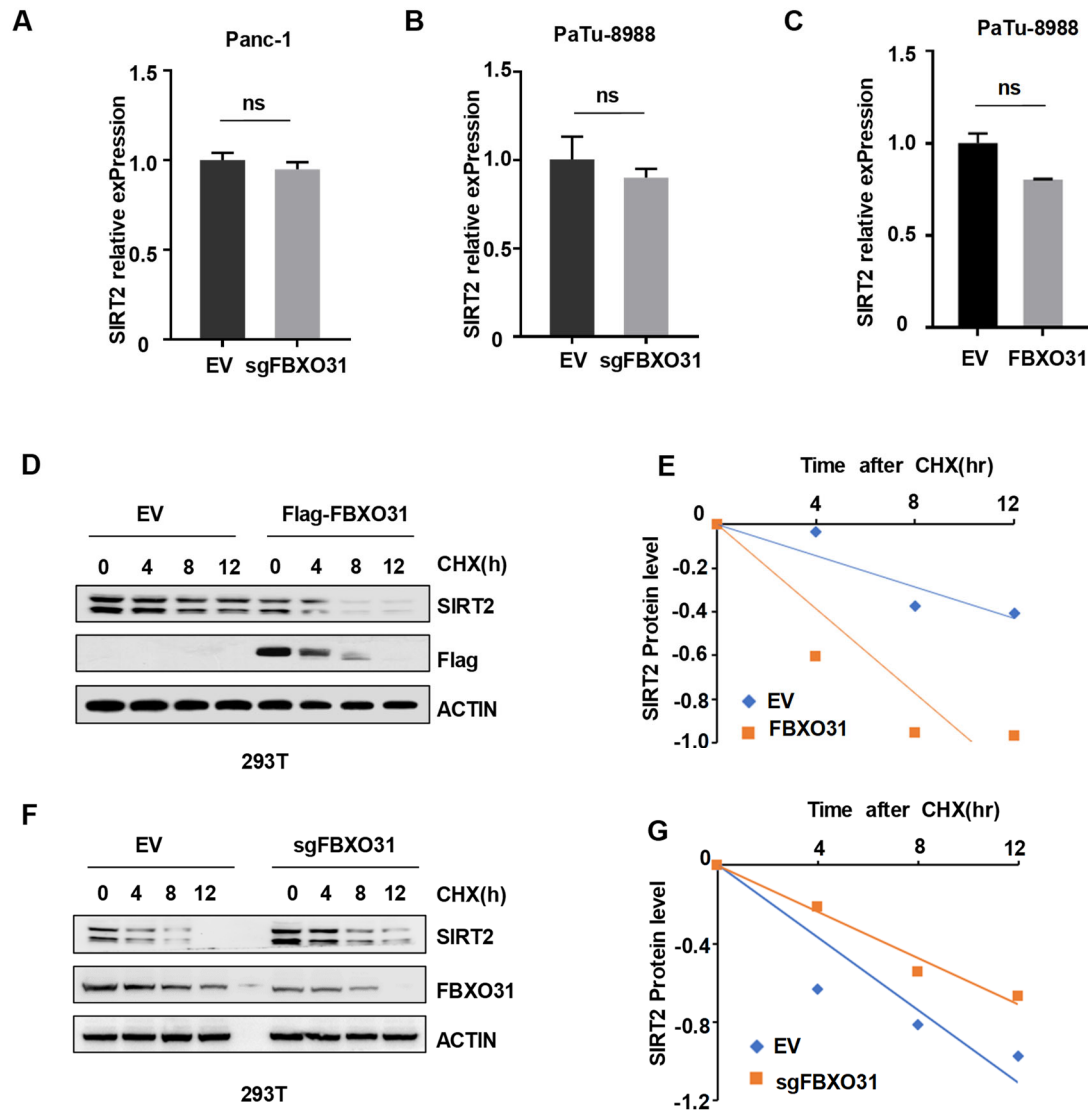 A
Panc-1
SIRT2 relative exPression
1.5
1.0
0.5
0
ns
EV sgFBXO31
B
PaTu-8988
SIRT2 relative exPression
1.5
1.0
0.5
0
ns
EV sgFBXO31
C
PaTu-8988
SIRT2 relative exPression
1.5
1.0
0.5
0
ns
EV FBXO31
D
EV Flag-FBXO31
0 4 8 12 0 4 8 12 CHX(h)
SIRT2
Flag
ACTIN
293T
E
Time after CHX(hr)
4 8 12
SIRT2 Protein level
0
-0.2
-0.4
-0.6
-0.8
-1.0
EV
FBXO31
F
EV sgFBXO31
0 4 8 12 0 4 8 12 CHX(h)
SIRT2
FBXO31
ACTIN
293T
G
Time after CHX(hr)
4 8 12
SIRT2 Protein level
0
-0.4
-0.8
-1.2
EV
sgFBXO31